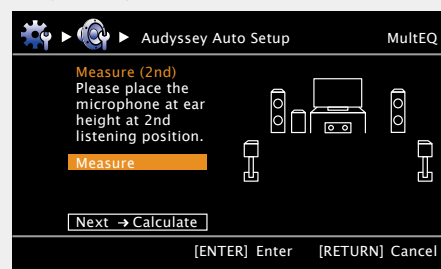 Audyssey Auto Setup MultEQ
Measure (2nd)
Please place the
microphone at ear
height at 2nd
listening position.
Measure
Next → Calculate
[ENTER] Enter [RETURN] Cancel